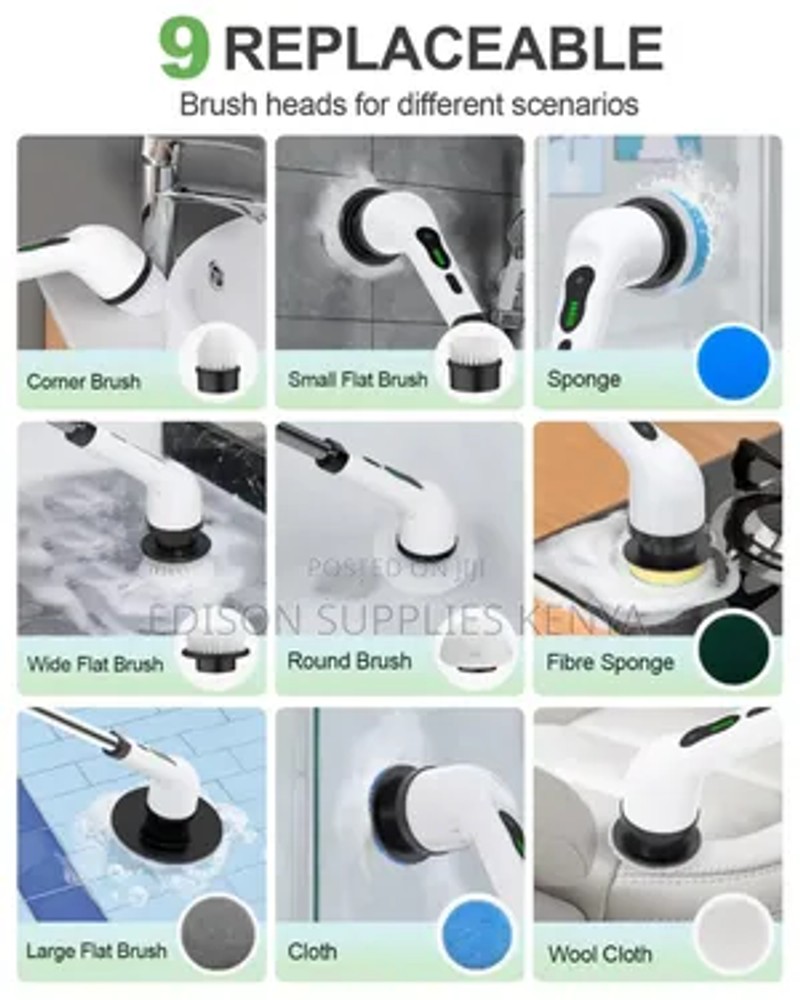 9 REPLACEABLE
Brush heads for different scenarios
Corner Brush
Small Flat Brush
Sponge
POSTED ON JIJI
EDISON SUPPLIES KENYA
Wide Flat Brush
Round Brush
Fibre Sponge
Large Flat Brush
Cloth
Wool Cloth